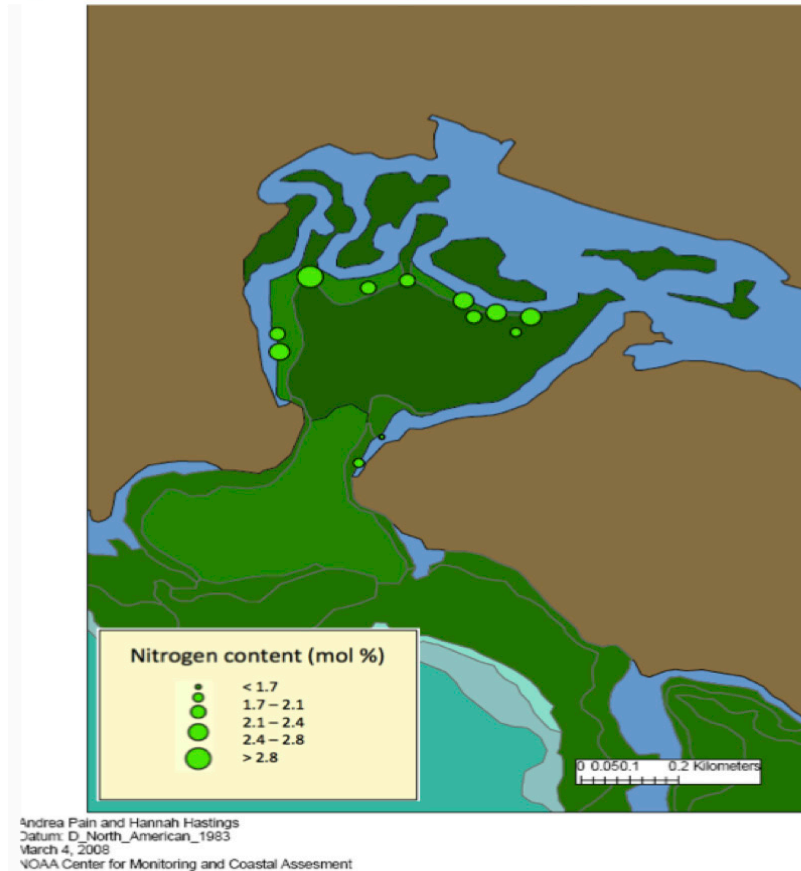 Nitrogen content (mol %)
< 1.7
1.7 – 2.1
2.1 – 2.4
2.4 – 2.8
> 2.8
0 0.050.1 0.2 Kilometers
Andrea Pain and Hannah Hastings
Datum: D_North_American_1983
March 4, 2008
NOAA Center for Monitoring and Coastal Assesment